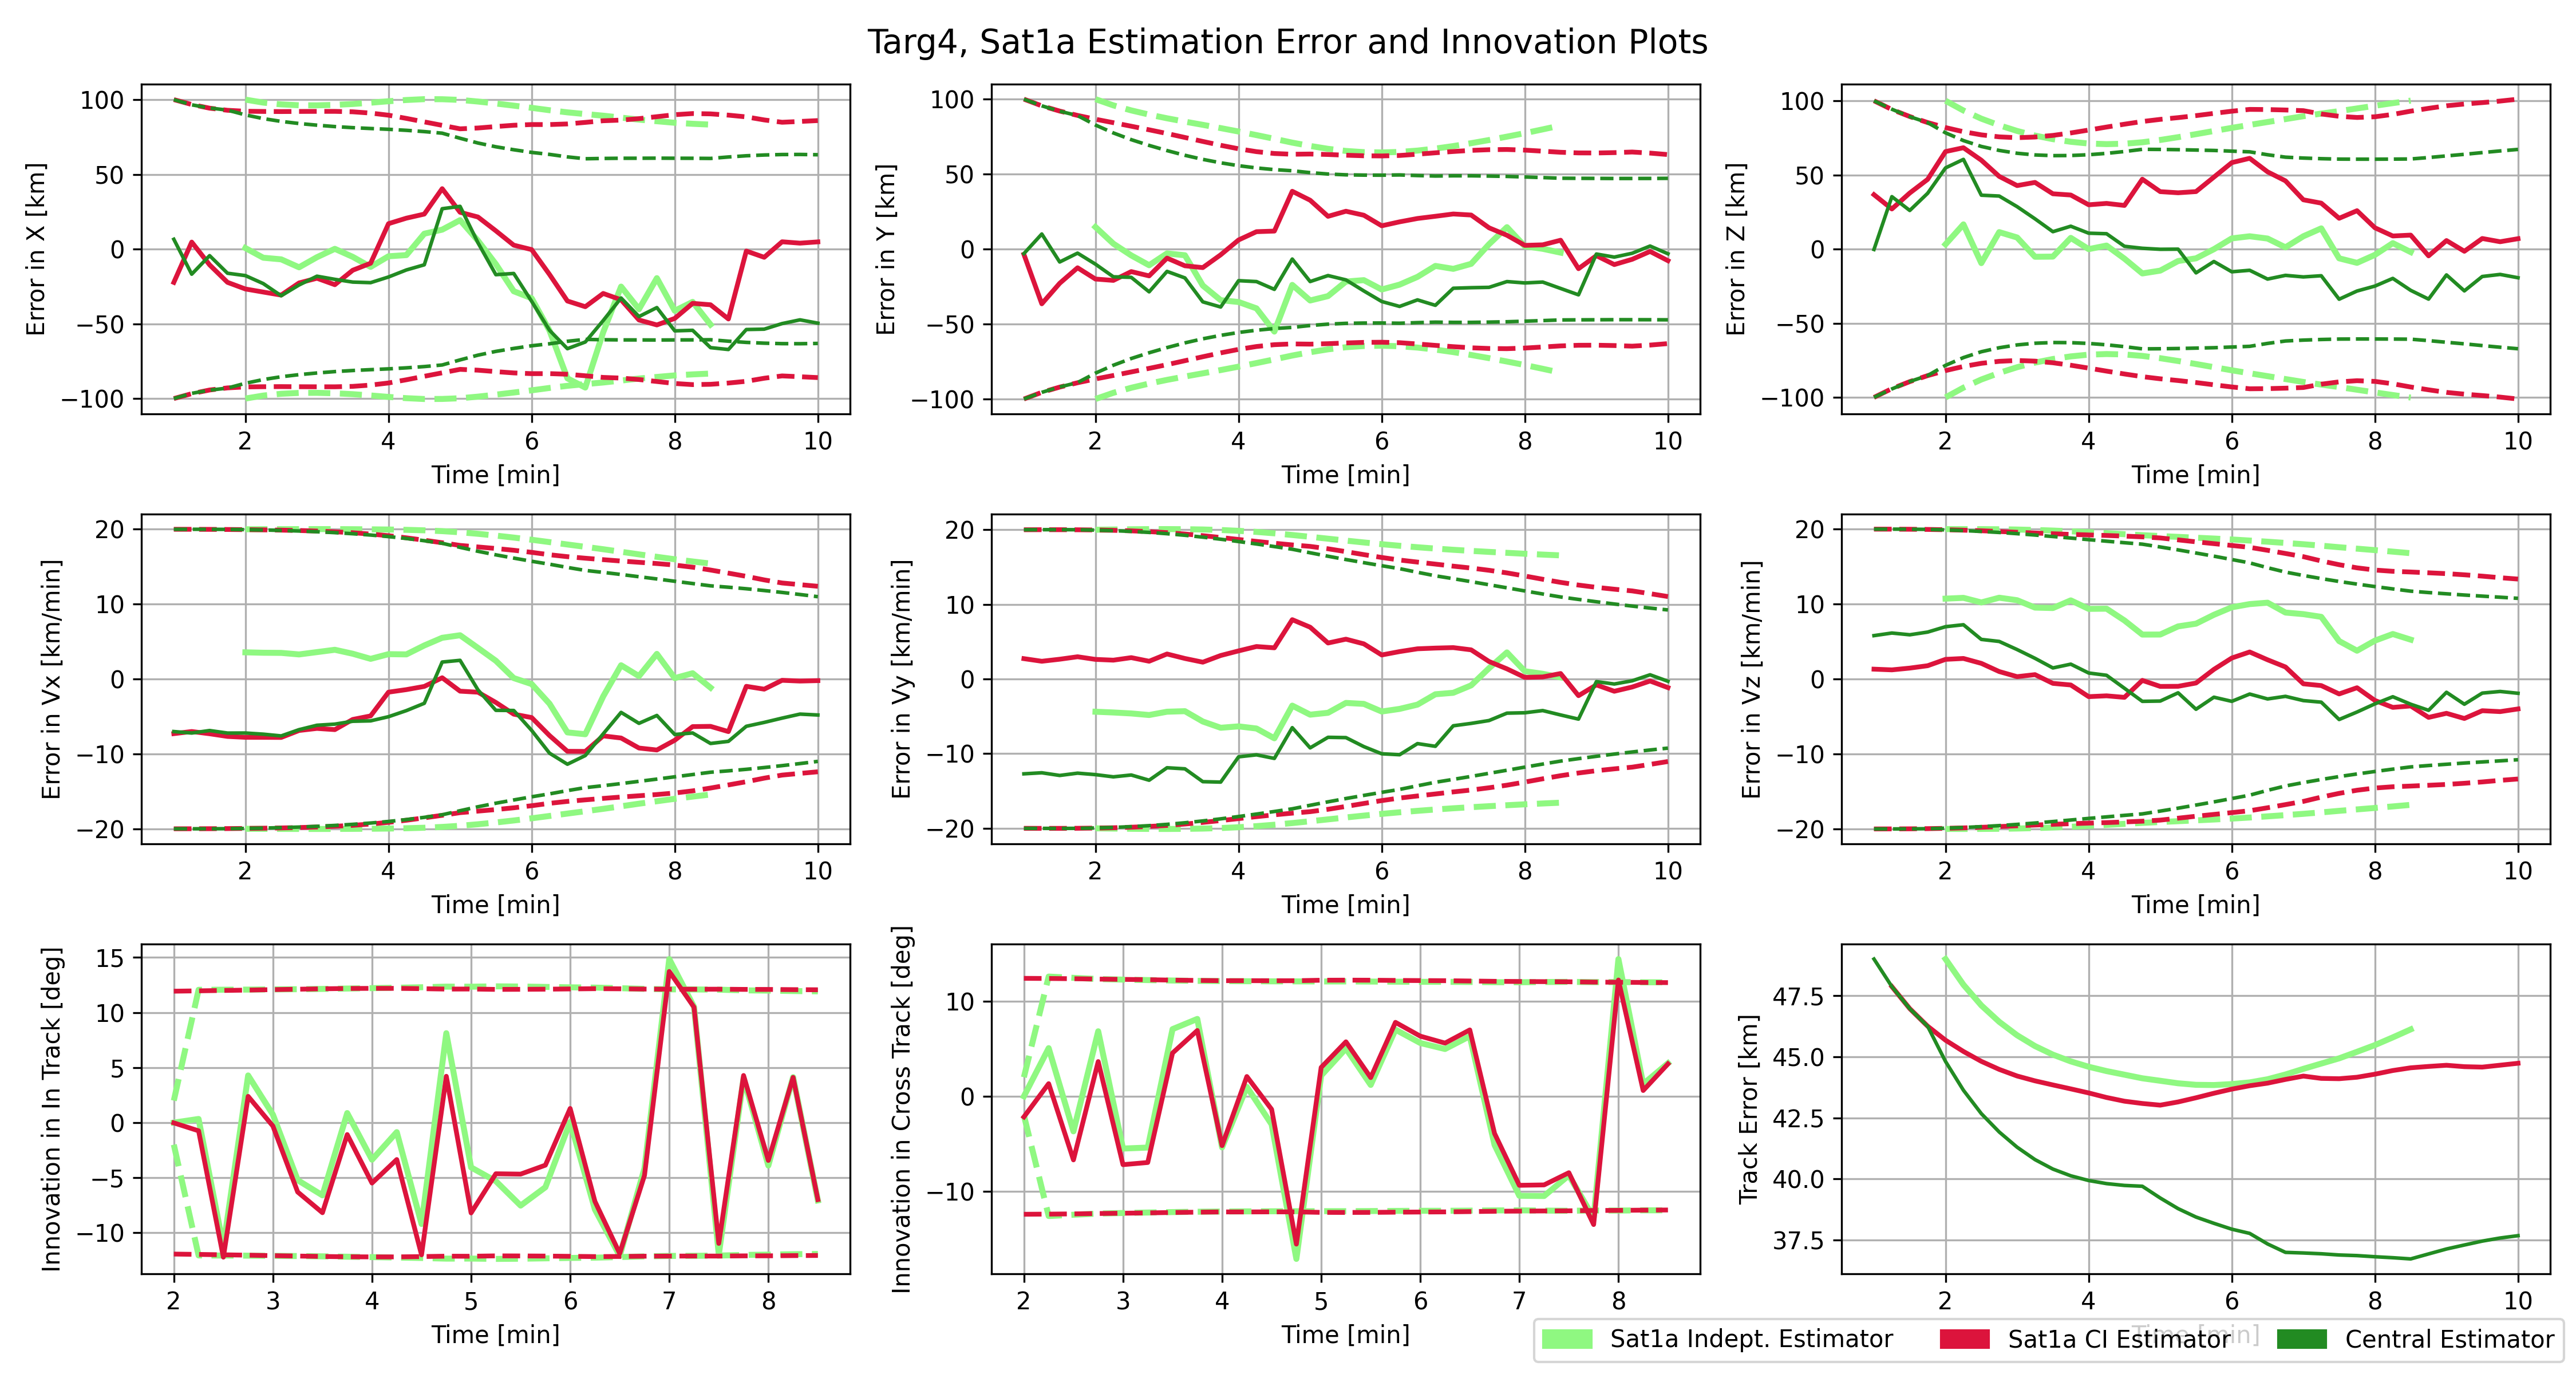 Targ4, Sat1a Estimation Error and Innovation Plots
Error in X [km]
100
50
0
−50
−100
2 4 6 8 10
Time [min]
Error in Y [km]
100
50
0
−50
−100
2 4 6 8 10
Time [min]
Error in Z [km]
100
50
0
−50
−100
2 4 6 8 10
Time [min]
Error in Vx [km/min]
20
10
0
−10
−20
2 4 6 8 10
Time [min]
Error in Vy [km/min]
20
10
0
−10
−20
2 4 6 8 10
Time [min]
Error in Vz [km/min]
20
10
0
−10
−20
2 4 6 8 10
Time [min]
Innovation in In Track [deg]
15
10
5
0
−5
−10
2 3 4 5 6 7 8
Time [min]
Innovation in Cross Track [deg]
10
0
−10
2 3 4 5 6 7 8
Time [min]
Track Error [km]
47.5
45.0
42.5
40.0
37.5
2 4 6 8 10
Time [min]
Sat1a Indept. Estimator Sat1a CI Estimator Central Estimator